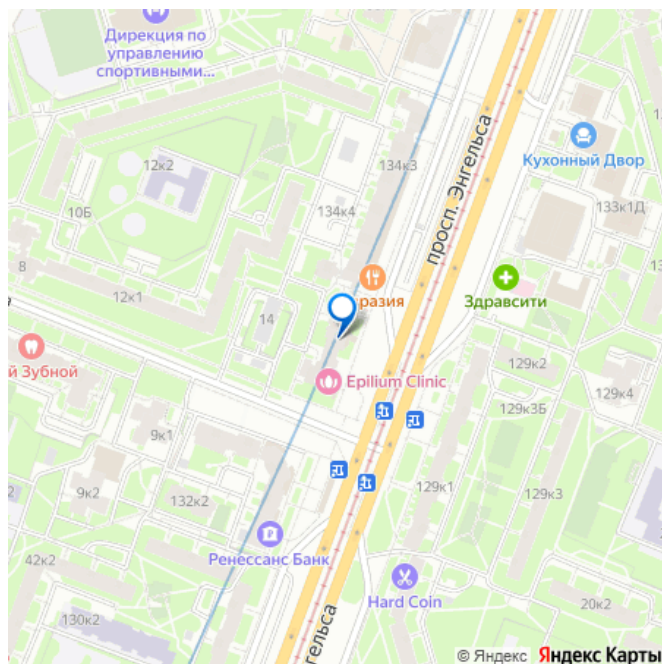 Дирекция по
управлению
спортивными...
12к2
134к3
просп. Энгельса
Кухонный Двор
133к1Д
10Б
134к4
8
12к1
14
разия
Здравсити
й Зубной
Epilium Clinic
129к2
129к4
129к3Б
9к1
9к2
132к2
129к1
129к3
Ренессанс Банк
42к2
Hard Coin
20к2
130к2
гельса
© Яндекс Яндекс Карты